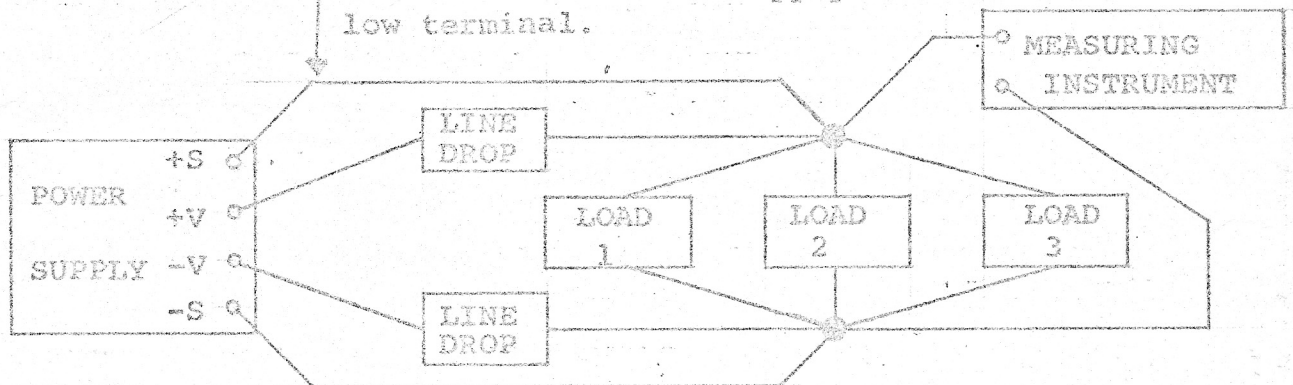 low terminal.
MEASURING
INSTRUMENT
LINE
DROP
+S
POWER
+V
SUPPLY
-V
-S
LOAD
1
LOAD
2
LOAD
3
LINE
DROP